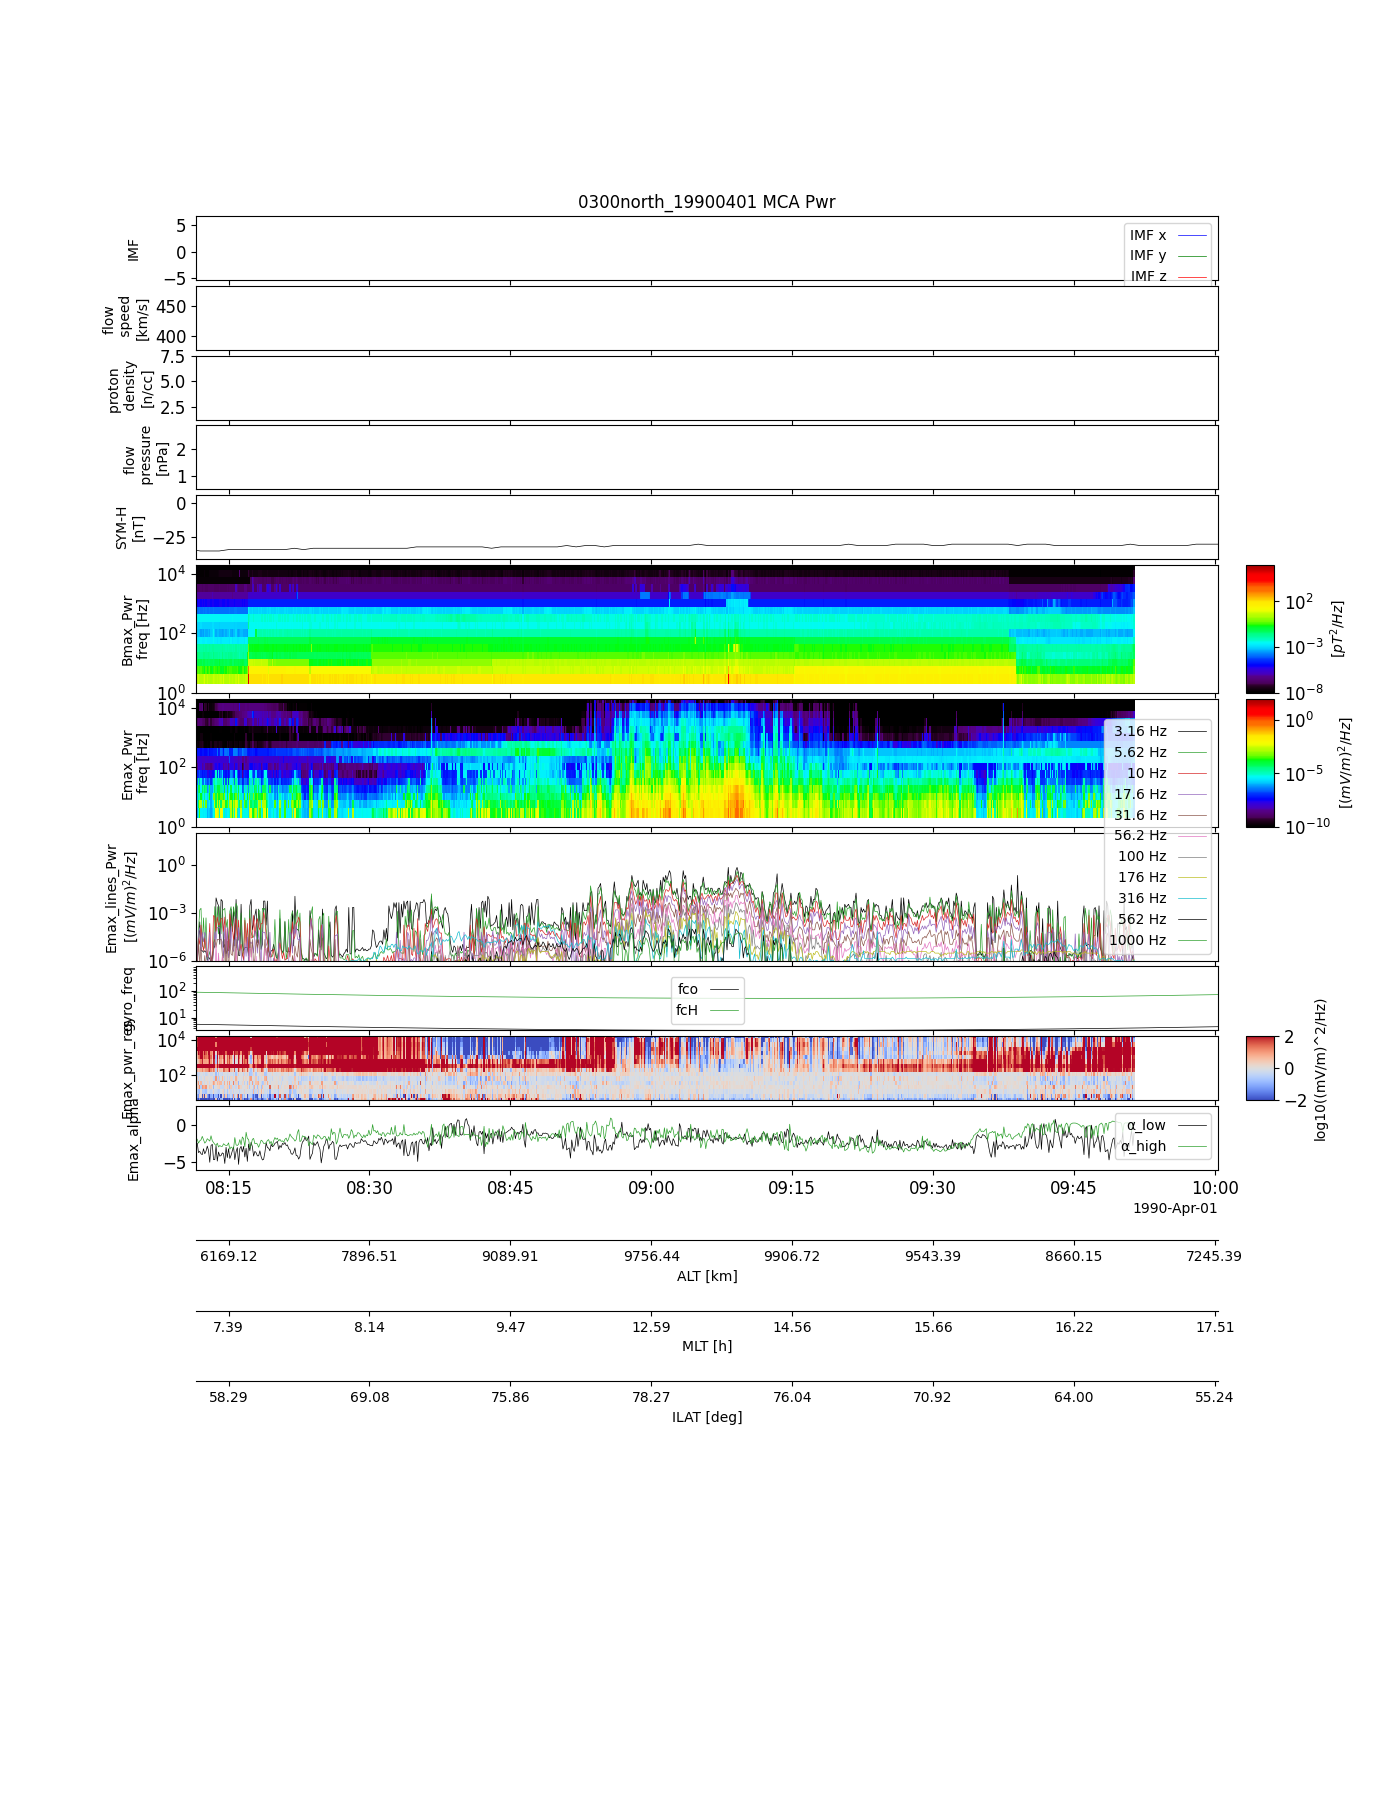 0300north_19900401 MCA Pwr
IMF
5
0
−5
IMF x
IMF y
IMF z
flow
speed
[km/s]
450
400
proton
density
[n/cc]
7.5
5.0
2.5
flow
pressure
[nPa]
2
1
SYM-H
[nT]
0
−25
Bmax_Pwr
freq [Hz]
10^4
10^2
10^0
10^2
10^−3
10^−8
[pT^2/Hz]
Emax_Pwr
freq [Hz]
10^4
10^2
10^0
10^0
10^−5
10^−10
[(mV/m)^2/Hz]
3.16 Hz
5.62 Hz
10 Hz
17.6 Hz
31.6 Hz
56.2 Hz
100 Hz
176 Hz
316 Hz
562 Hz
1000 Hz
Emax_lines_Pwr
[(mV/m)^2/Hz]
10^0
10^−3
10^−6
gyro_freq
10^2
10^1
fco
fcH
Emax_pwr_reg
10^4
10^2
2
0
−2
log10((mV/m)^2/Hz)
Emax_alpha
0
−5
α_low
α_high
08:15 08:30 08:45 09:00 09:15 09:30 09:45 10:00
1990-Apr-01
6169.12 7896.51 9089.91 9756.44 9906.72 9543.39 8660.15 7245.39
ALT [km]
7.39 8.14 9.47 12.59 14.56 15.66 16.22 17.51
MLT [h]
58.29 69.08 75.86 78.27 76.04 70.92 64.00 55.24
ILAT [deg]